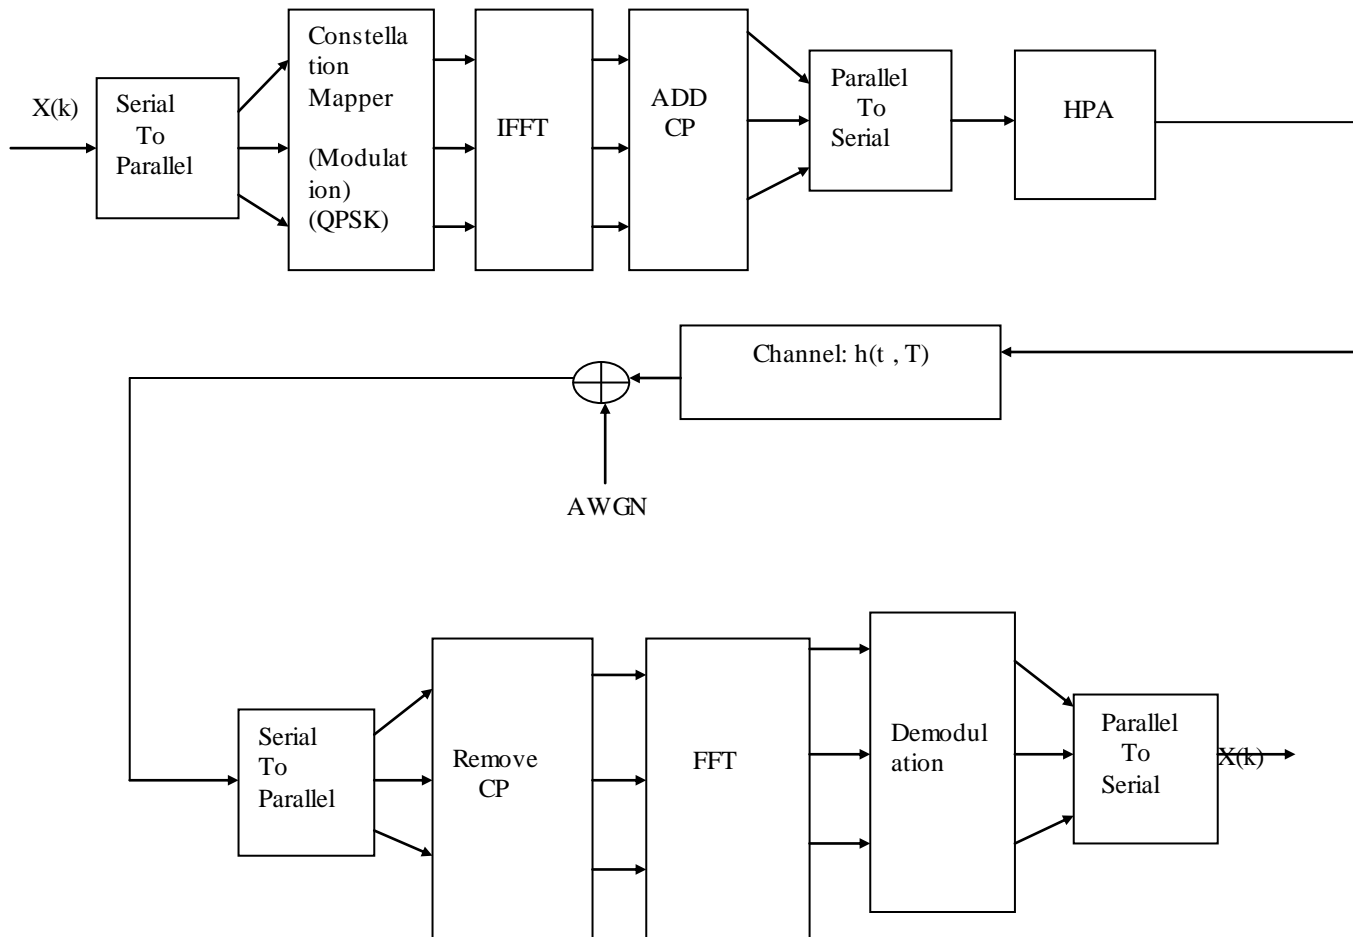 X(k)
Serial
To
Parallel
Constella
tion
Mapper
(Modulat
ion)
(QPSK)
IFFT
ADD
CP
Parallel
To
Serial
HPA
Channel: h(t , T)
AWGN
Serial
To
Parallel
Remove
CP
FFT
Demodul
ation
Parallel
To
Serial
X(k)